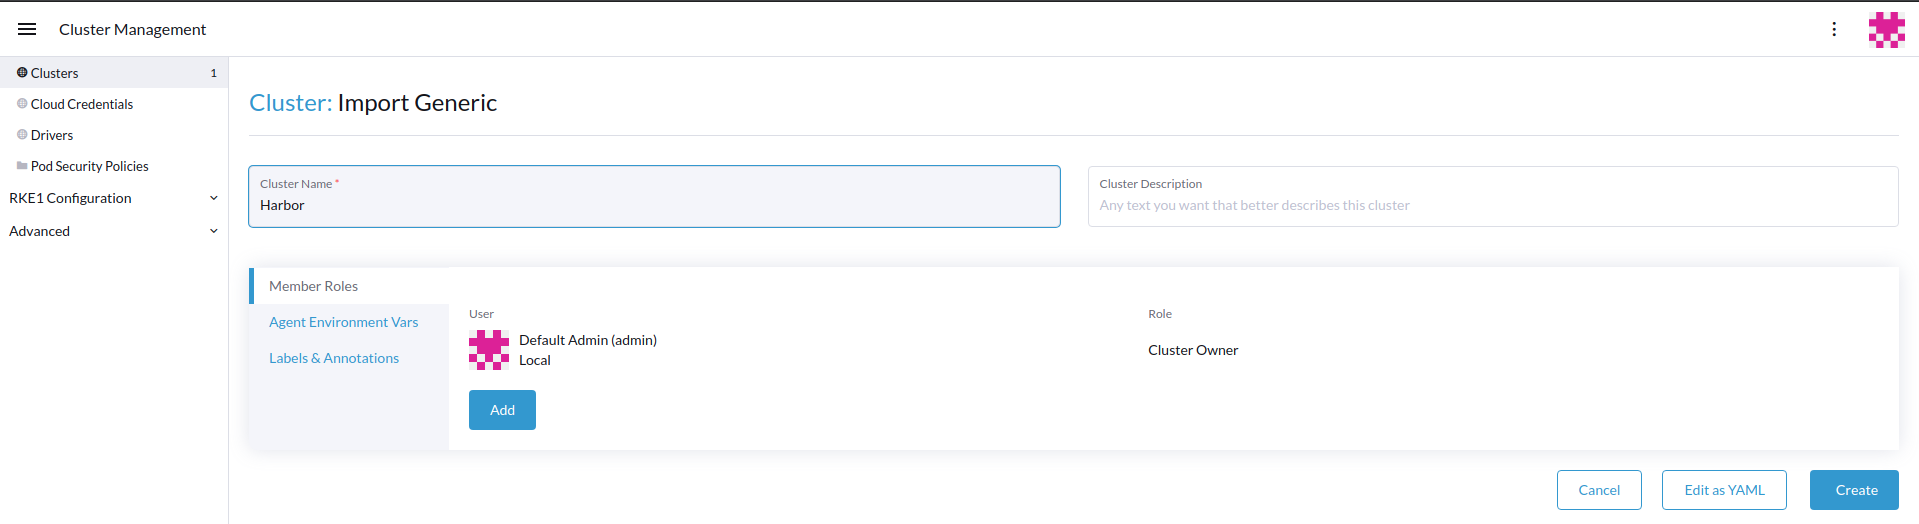 Cluster Management
Clusters 1
Cloud Credentials
Drivers
Pod Security Policies
RKE1 Configuration
Advanced
Cluster: Import Generic
Cluster Name *
Harbor
Cluster Description
Any text you want that better describes this cluster
Member Roles
Agent Environment Vars
Labels & Annotations
User
Role
Default Admin (admin)
Local
Cluster Owner
Add
Cancel
Edit as YAML
Create